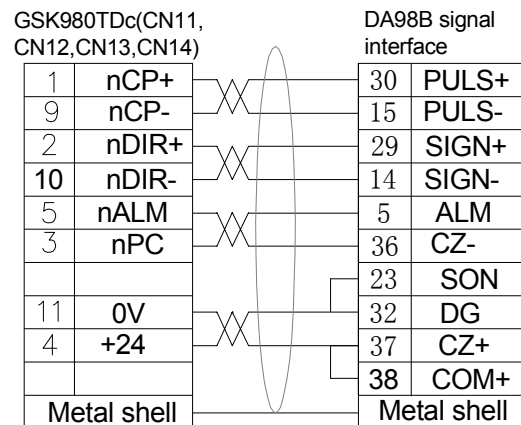 GSK980TDc(CN11,
CN12,CN13,CN14)
DA98B signal
interface
1 nCP+ 30 PULS+
9 nCP- 15 PULS-
2 nDIR+ 29 SIGN+
10 nDIR- 14 SIGN-
5 nALM 5 ALM
3 nPC 36 CZ-
23 SON
11 0V 32 DG
4 +24 37 CZ+
38 COM+
Metal shell Metal shell